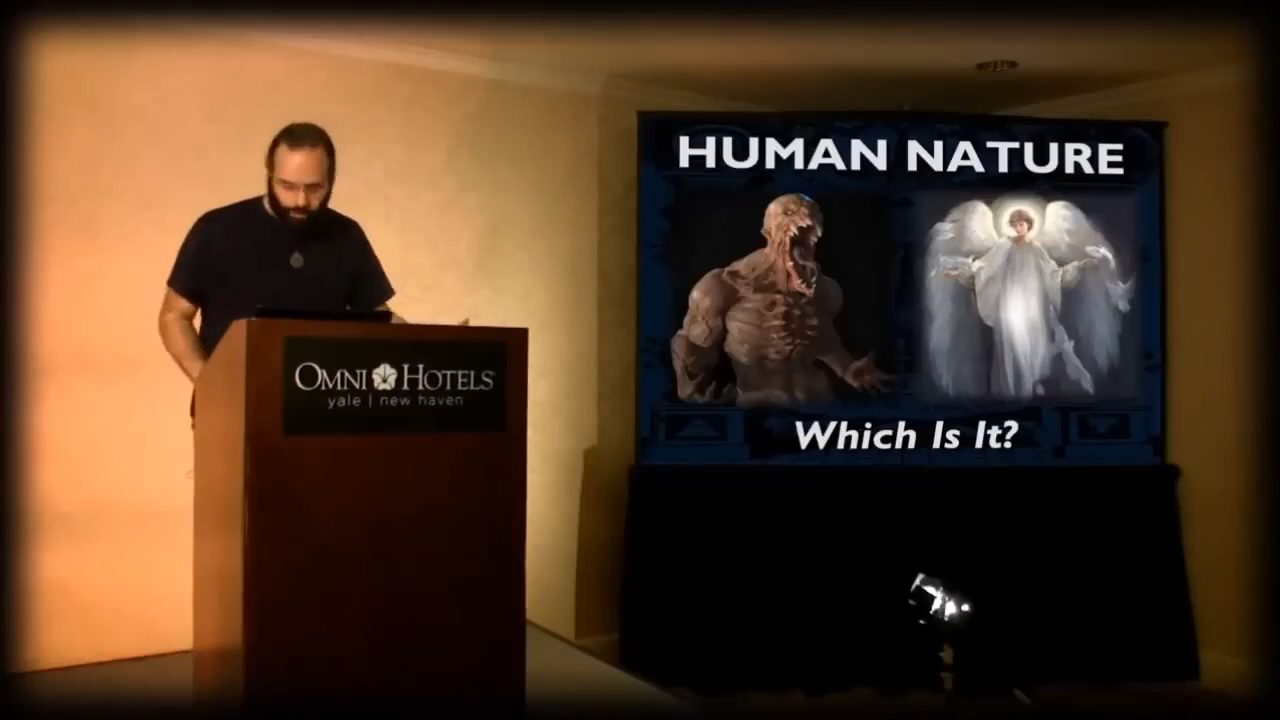 HUMAN NATURE
Which Is It?
OMNI HOTELS
yale | new haven